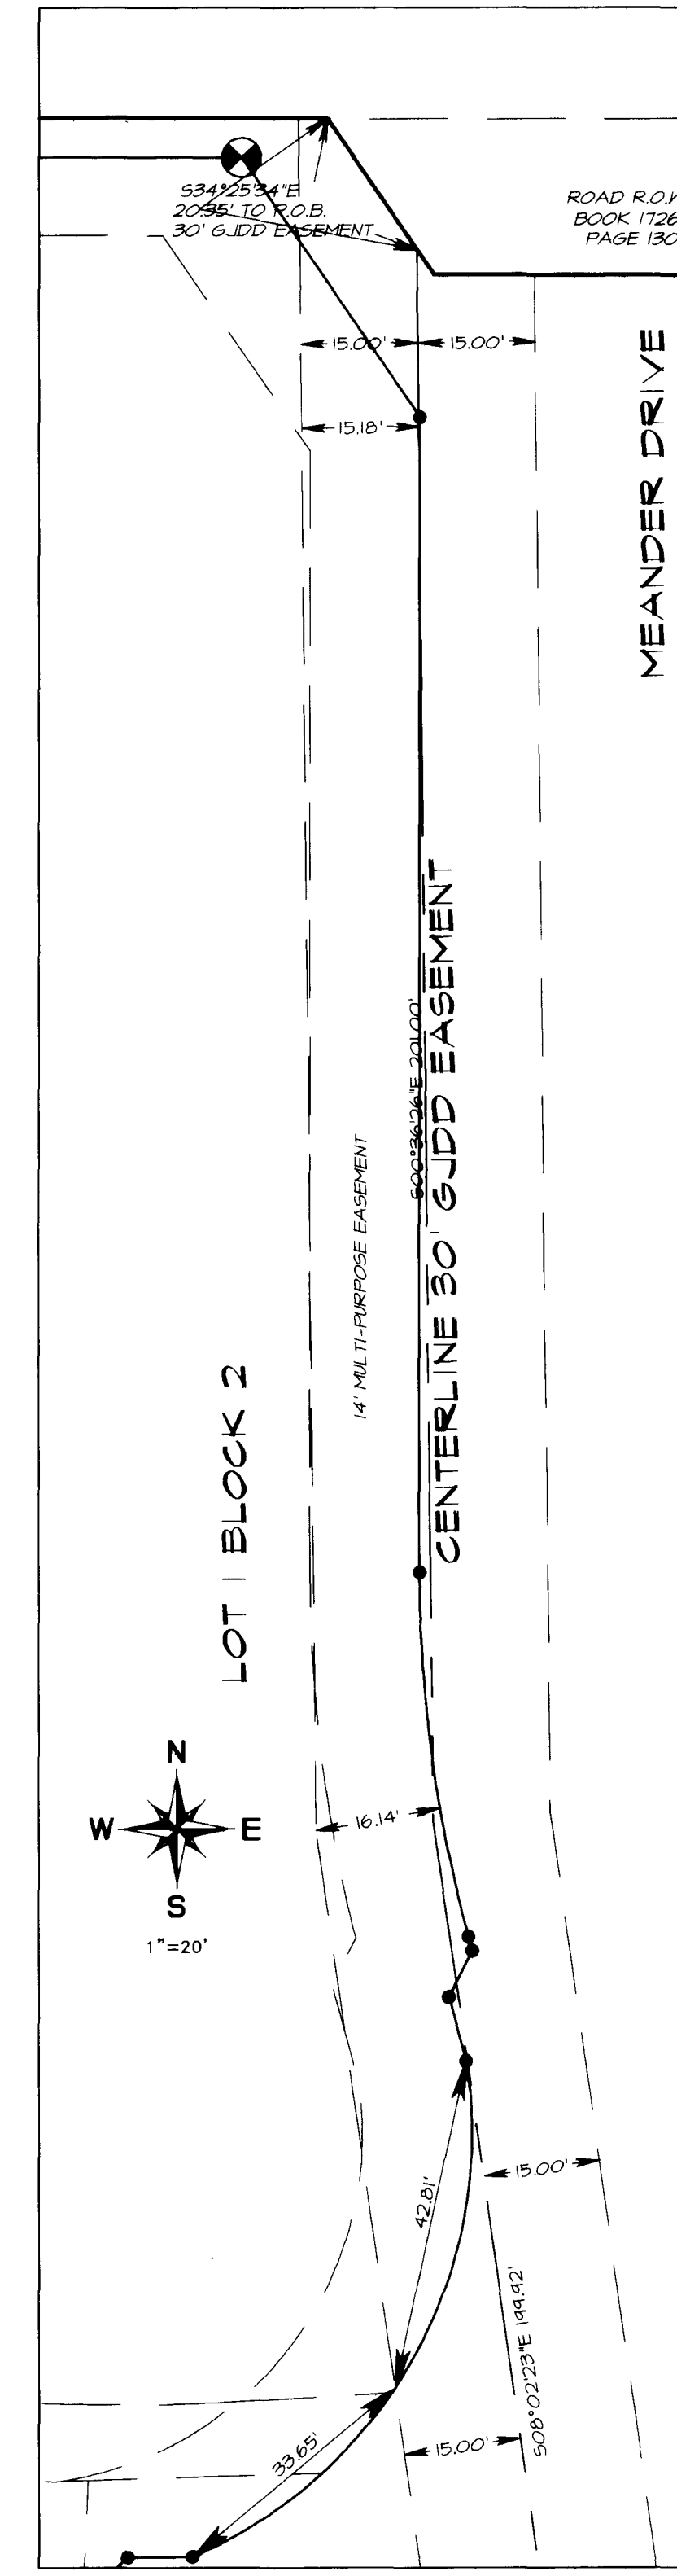 S34°25'34"E
20.35' TO P.O.B.
30' GJDD EASEMENT
ROAD R.O.W
BOOK 1726
PAGE 130
15.00'
15.00'
15.18'
MEANDER DRIVE
CENTERLINE 30' GJDD EASEMENT
S00°36'26"E 201.00'
14' MULTI-PURPOSE EASEMENT
LOT 1 BLOCK 2
N
W
E
S
1"=20'
16.14'
42.81'
15.00'
S08°02'23"E 199.92'
33.65'
15.00'